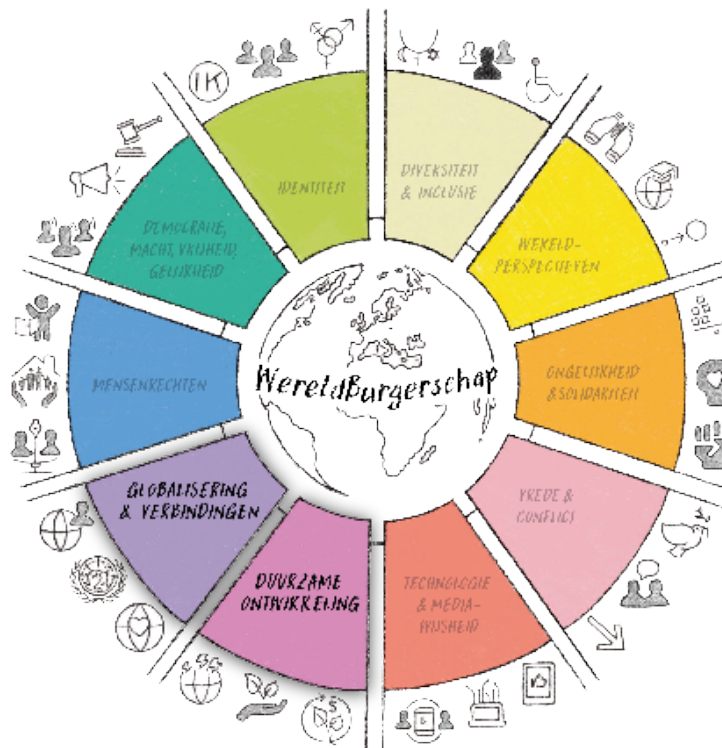 IK
IDENTITEIT
DIVERSITEIT
& INCLUSIE
WERELD-
PERSPECTIEVEN
ONGELIJKHEID
& SOLIDARITEIT
VREDE &
CONFLICT
TECHNOLOGIE
& MEDIA-
WIJSHEID
DUURZAME
ONTWIKKELING
GLOBALISERING
& VERBINDINGEN
MENSENRECHTEN
DEMOCRATIE,
MACHT, VRIJHEID,
GELIJKHEID
WERELDBURGERSCHAP